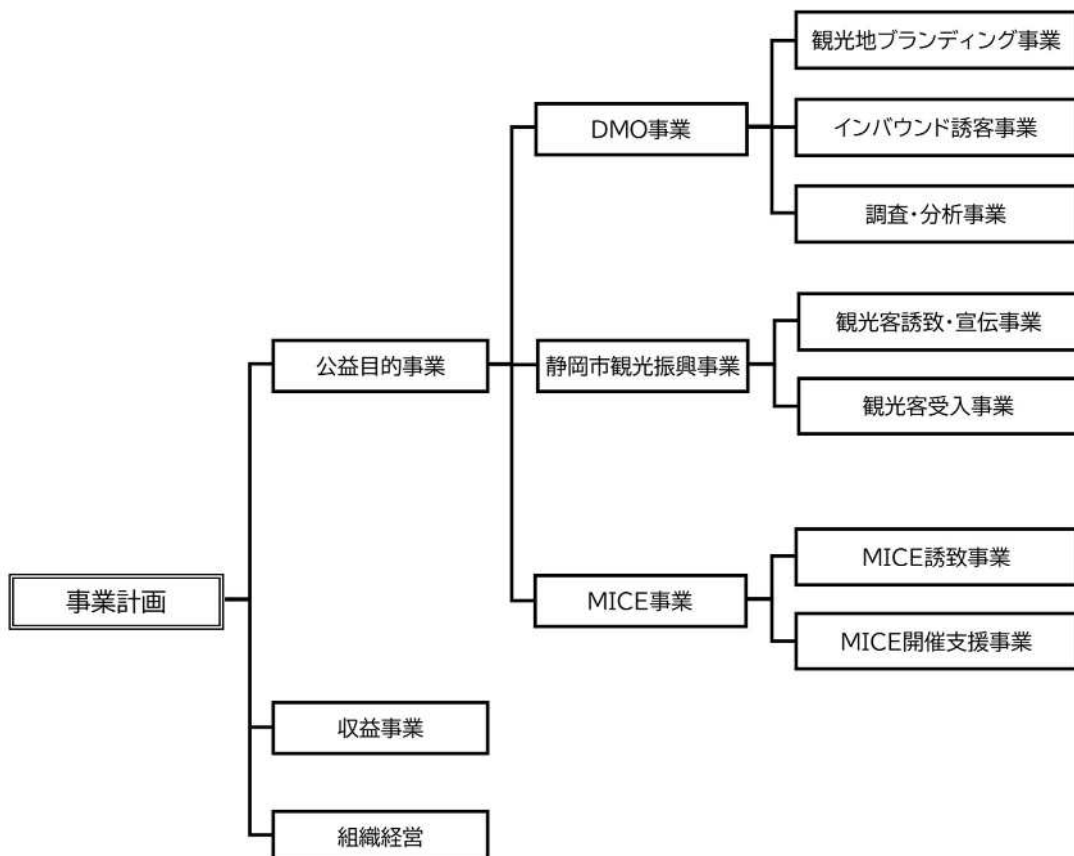 事業計画
公益目的事業
DMO事業
観光地ブランディング事業
インバウンド誘客事業
調査・分析事業
静岡市観光振興事業
観光客誘致・宣伝事業
観光客受入事業
MICE事業
MICE誘致事業
MICE開催支援事業
収益事業
組織経営